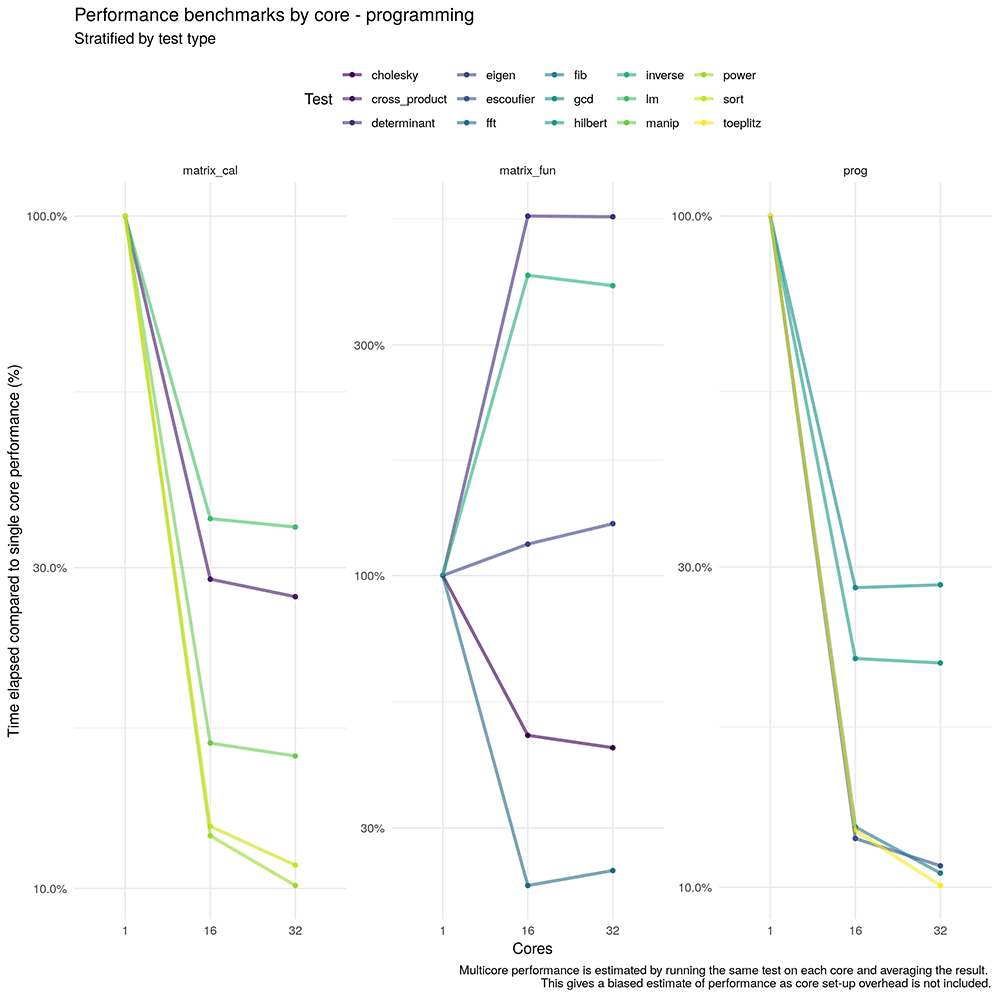 Performance benchmarks by core - programming
Stratified by test type
Test
cholesky
cross_product
determinant
eigen
escoufier
fft
fib
gcd
hilbert
inverse
lm
manip
power
sort
toeplitz
matrix_cal
matrix_fun
prog
Time elapsed compared to single core performance (%)
100.0%
30.0%
10.0%
300%
100%
30%
100.0%
30.0%
10.0%
1 16 32
1 16 32
1 16 32
Cores
Multicore performance is estimated by running the same test on each core and averaging the result.
This gives a biased estimate of performance as core set-up overhead is not included.